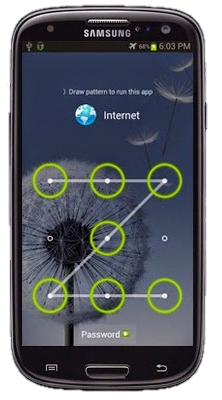 SAMSUNG
68% 6:03 PM
Draw pattern to run this app
Internet
Password